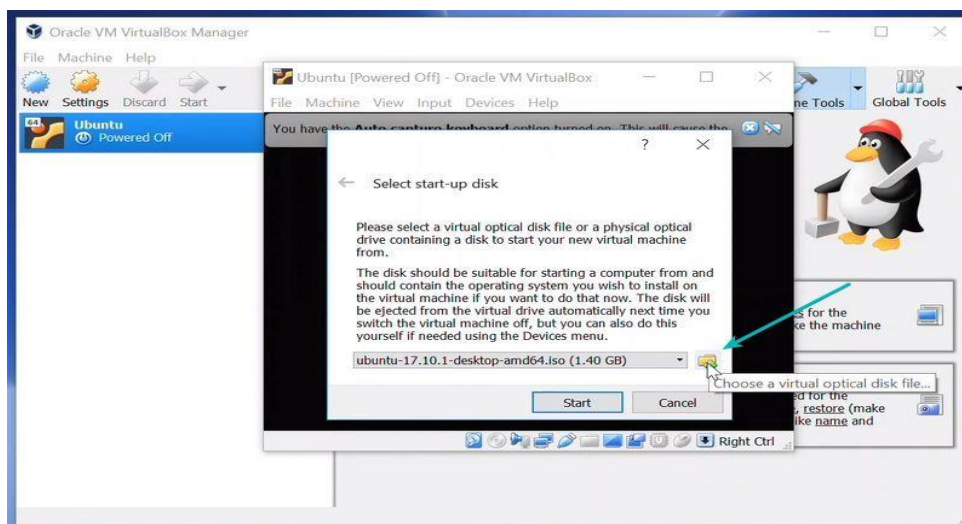 Oracle VM VirtualBox Manager
File Machine Help
New Settings Discard Start
ne Tools Global Tools
64
Ubuntu
Powered Off
Ubuntu [Powered Off] - Oracle VM VirtualBox
File Machine View Input Devices Help
You have the Auto capture keyboard option turned on. This will cause the
?
Select start-up disk
Please select a virtual optical disk file or a physical optical
drive containing a disk to start your new virtual machine
from.
The disk should be suitable for starting a computer from and
should contain the operating system you wish to install on
the virtual machine if you want to do that now. The disk will
be ejected from the virtual drive automatically next time you
switch the virtual machine off, but you can also do this
yourself if needed using the Devices menu.
ubuntu-17.10.1-desktop-amd64.iso (1.40 GB)
Choose a virtual optical disk file...
Start Cancel
Right Ctrl
for the
ke the machine
ed for the
, restore (make
ike name and